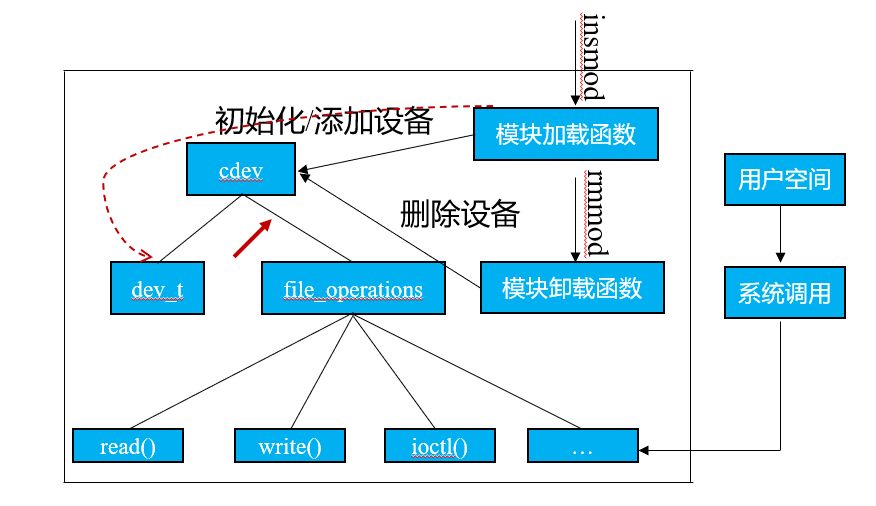 insmod
初始化/添加设备
模块加载函数
cdev
用户空间
rmmod
删除设备
dev_t
file_operations
模块卸载函数
系统调用
read()
write()
ioctl()
…